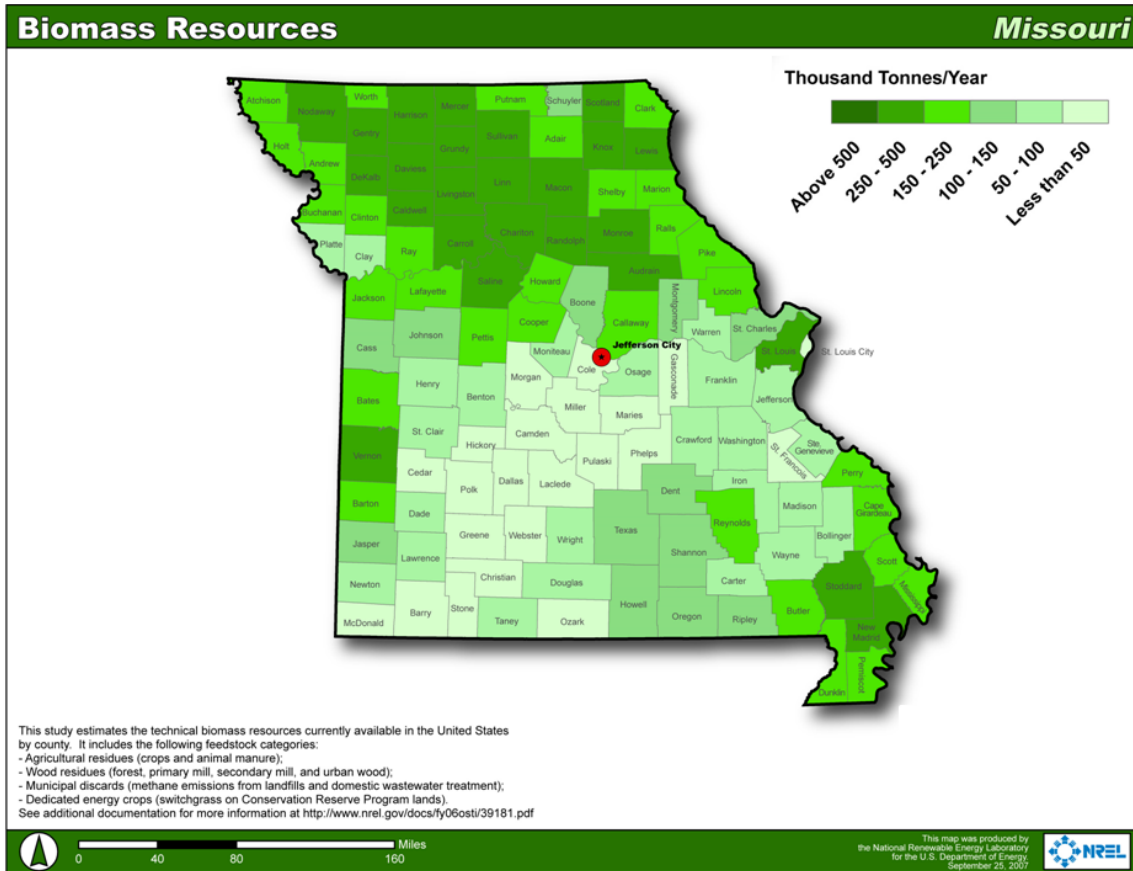 Biomass Resources
Missouri
Thousand Tonnes/Year
Above 500
250 - 500
150 - 250
100 - 150
50 - 100
Less than 50
Atchison
Nodaway
Worth
Harrison
Mercer
Putnam
Schuyler
Scotland
Clark
Holt
Gentry
Sullivan
Adair
Knox
Lewis
Andrew
DeKalb
Daviess
Grundy
Linn
Macon
Shelby
Marion
Buchanan
Clinton
Caldwell
Livingston
Chariton
Randolph
Monroe
Ralls
Platte
Clay
Ray
Carroll
Saline
Howard
Audrain
Pike
Jackson
Lafayette
Boone
Callaway
Montgomery
Lincoln
Cass
Johnson
Pettis
Cooper
Moniteau
Jefferson City
Warren
St. Charles
St. Louis
St. Louis City
Cole
Osage
Gasconade
Franklin
Jefferson
Bates
Henry
Benton
Morgan
Miller
Maries
St. Clair
Hickory
Camden
Pulaski
Phelps
Crawford
Washington
St. Francois
Ste.
Genevieve
Perry
Vernon
Cedar
Polk
Dallas
Laclede
Dent
Iron
Madison
Cape
Girardeau
Barton
Dade
Greene
Webster
Wright
Texas
Shannon
Reynolds
Wayne
Bollinger
Scott
Mississippi
Jasper
Lawrence
Christian
Douglas
Carter
Stoddard
Newton
Barry
Stone
Taney
Ozark
Howell
Oregon
Ripley
Butler
New
Madrid
McDonald
Dunklin
Pemiscot
This study estimates the technical biomass resources currently available in the United States
by county. It includes the following feedstock categories:
- Agricultural residues (crops and animal manure);
- Wood residues (forest, primary mill, secondary mill, and urban wood);
- Municipal discards (methane emissions from landfills and domestic wastewater treatment);
- Dedicated energy crops (switchgrass on Conservation Reserve Program lands).
See additional documentation for more information at http://www.nrel.gov/docs/fy06osti/39181.pdf
Miles
0 40 80 160
This map was produced by
the National Renewable Energy Laboratory
for the U.S. Department of Energy.
September 25, 2007
NREL